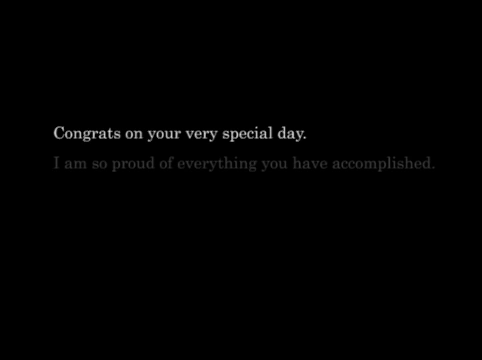 Congrats on your very special day.
I am so proud of everything you have accomplished.